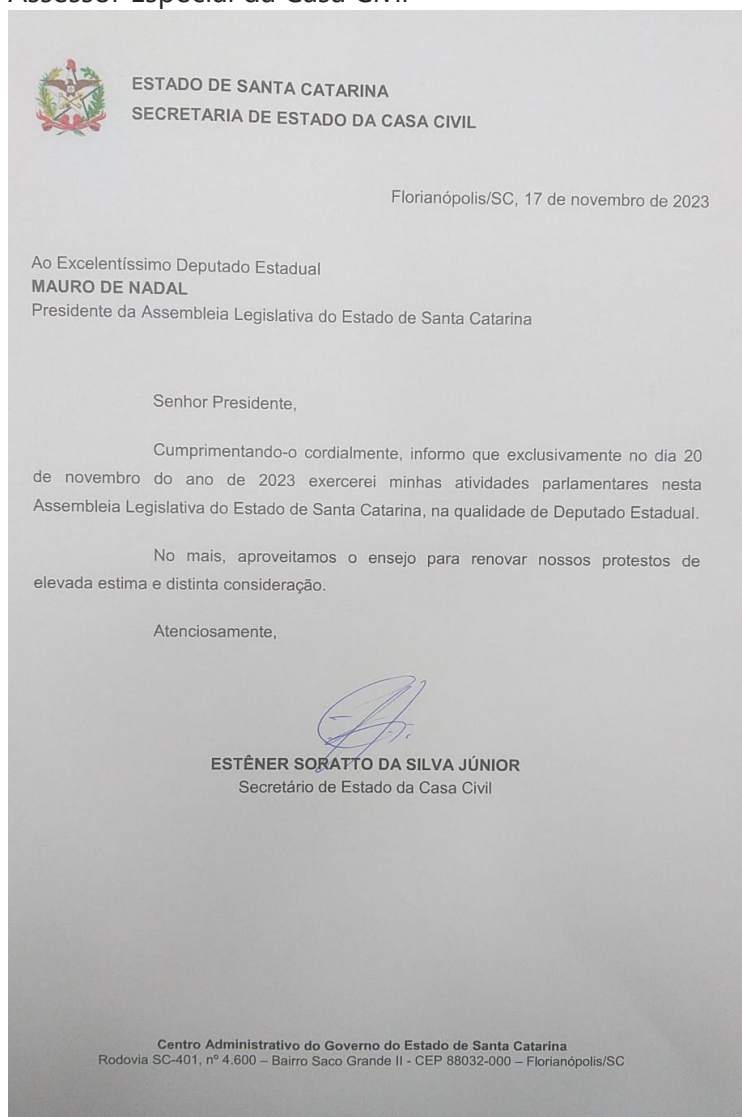 Assessor Especial da Casa Civil
ESTADO DE SANTA CATARINA
SECRETARIA DE ESTADO DA CASA CIVIL
Florianópolis/SC, 17 de novembro de 2023
Ao Excelentíssimo Deputado Estadual
MAURO DE NADAL
Presidente da Assembleia Legislativa do Estado de Santa Catarina
Senhor Presidente,
Cumprimentando-o cordialmente, informo que exclusivamente no dia 20
de novembro do ano de 2023 exercerei minhas atividades parlamentares nesta
Assembleia Legislativa do Estado de Santa Catarina, na qualidade de Deputado Estadual.
No mais, aproveitamos o ensejo para renovar nossos protestos de
elevada estima e distinta consideração.
Atenciosamente,
ESTÊNER SORATTO DA SILVA JÚNIOR
Secretário de Estado da Casa Civil
Centro Administrativo do Governo do Estado de Santa Catarina
Rodovia SC-401, nº 4.600 – Bairro Saco Grande II - CEP 88032-000 – Florianópolis/SC